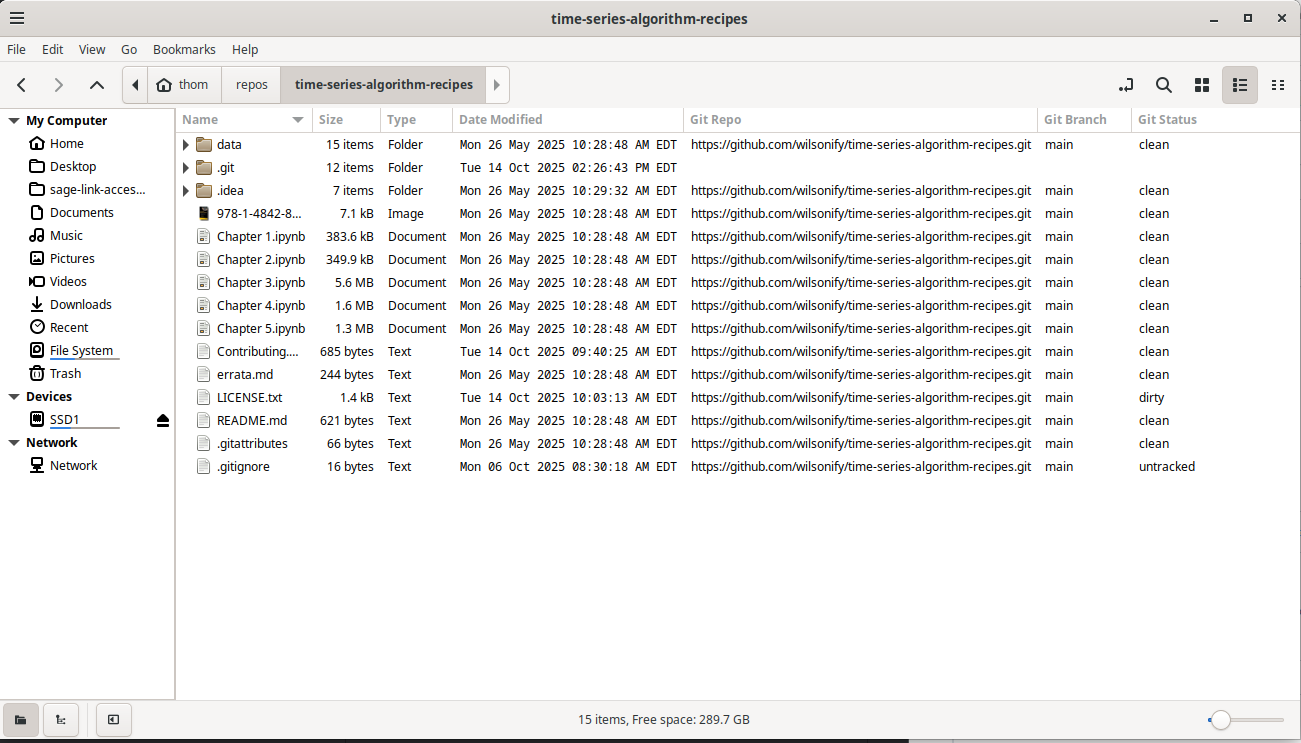 time-series-algorithm-recipes
File Edit View Go Bookmarks Help
thom repos time-series-algorithm-recipes
My Computer
Home
Desktop
sage-link-acces...
Documents
Music
Pictures
Videos
Downloads
Recent
File System
Trash
Devices
SSD1
Network
Network
Name Size Type Date Modified Git Repo Git Branch Git Status
data 15 items Folder Mon 26 May 2025 10:28:48 AM EDT https://github.com/wilsonify/time-series-algorithm-recipes.git main clean
.git 12 items Folder Tue 14 Oct 2025 02:26:43 PM EDT
.idea 7 items Folder Mon 26 May 2025 10:29:32 AM EDT https://github.com/wilsonify/time-series-algorithm-recipes.git main clean
978-1-4842-8... 7.1 kB Image Mon 26 May 2025 10:28:48 AM EDT https://github.com/wilsonify/time-series-algorithm-recipes.git main clean
Chapter 1.ipynb 383.6 kB Document Mon 26 May 2025 10:28:48 AM EDT https://github.com/wilsonify/time-series-algorithm-recipes.git main clean
Chapter 2.ipynb 349.9 kB Document Mon 26 May 2025 10:28:48 AM EDT https://github.com/wilsonify/time-series-algorithm-recipes.git main clean
Chapter 3.ipynb 5.6 MB Document Mon 26 May 2025 10:28:48 AM EDT https://github.com/wilsonify/time-series-algorithm-recipes.git main clean
Chapter 4.ipynb 1.6 MB Document Mon 26 May 2025 10:28:48 AM EDT https://github.com/wilsonify/time-series-algorithm-recipes.git main clean
Chapter 5.ipynb 1.3 MB Document Mon 26 May 2025 10:28:48 AM EDT https://github.com/wilsonify/time-series-algorithm-recipes.git main clean
Contributing.... 685 bytes Text Tue 14 Oct 2025 09:40:25 AM EDT https://github.com/wilsonify/time-series-algorithm-recipes.git main clean
errata.md 244 bytes Text Mon 26 May 2025 10:28:48 AM EDT https://github.com/wilsonify/time-series-algorithm-recipes.git main clean
LICENSE.txt 1.4 kB Text Tue 14 Oct 2025 10:03:13 AM EDT https://github.com/wilsonify/time-series-algorithm-recipes.git main dirty
README.md 621 bytes Text Mon 26 May 2025 10:28:48 AM EDT https://github.com/wilsonify/time-series-algorithm-recipes.git main clean
.gitattributes 66 bytes Text Mon 26 May 2025 10:28:48 AM EDT https://github.com/wilsonify/time-series-algorithm-recipes.git main clean
.gitignore 16 bytes Text Mon 06 Oct 2025 08:30:18 AM EDT https://github.com/wilsonify/time-series-algorithm-recipes.git main untracked
15 items, Free space: 289.7 GB